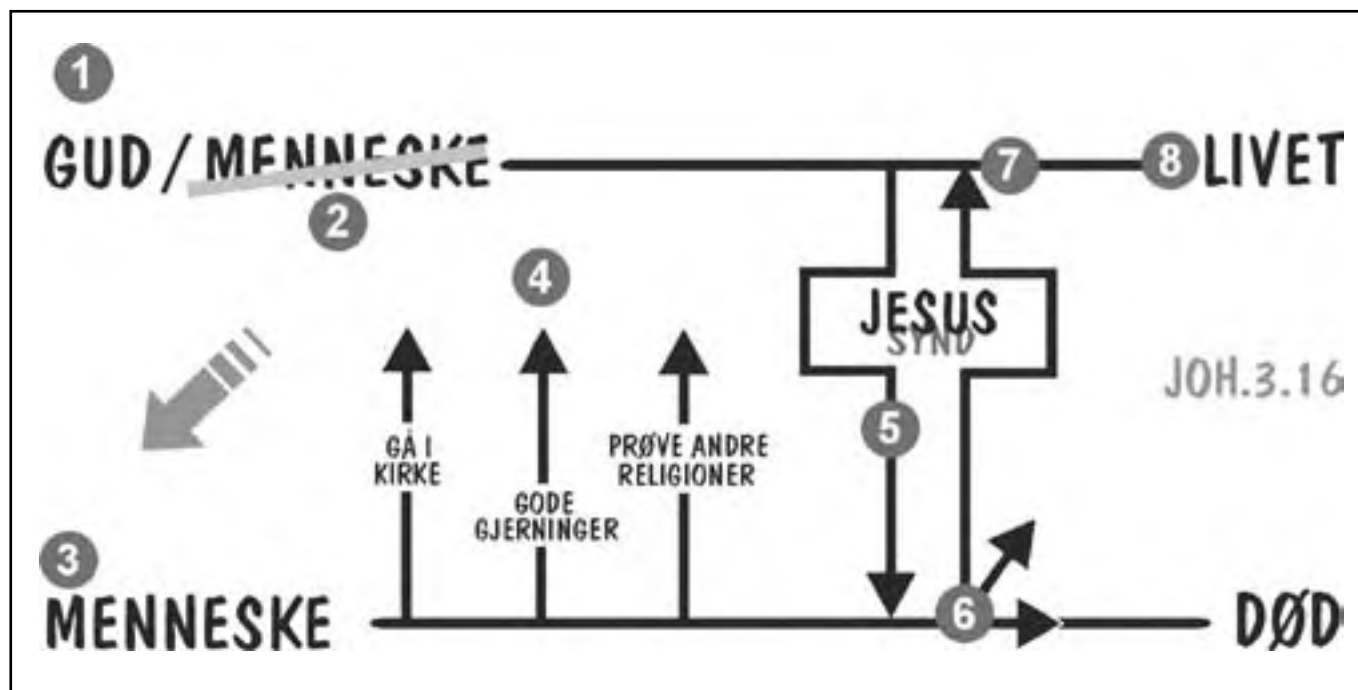 1
GUD / MENNESKE
2
7
8
LIVET
4
JESUS
SYND
JOH.3.16
5
GÅ I
KIRKE
GODE
GJERNINGER
PRØVE ANDRE
RELIGIONER
3
MENNESKE
6
DØD